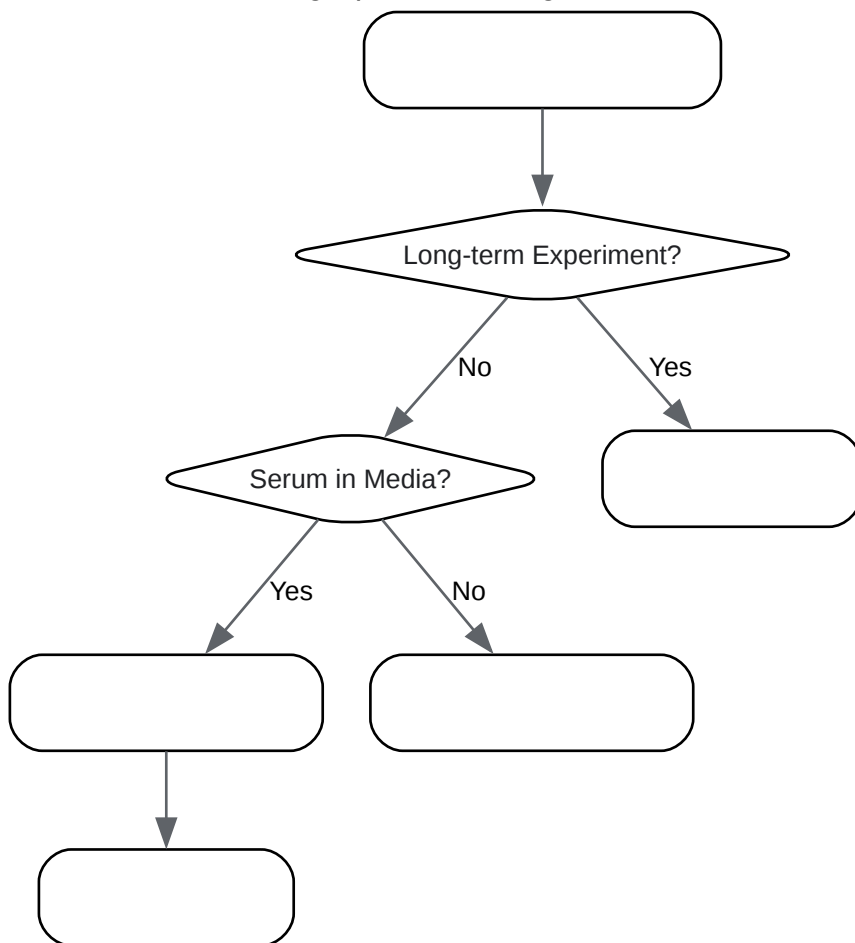 Long-term Experiment?
No
Yes
Serum in Media?
Yes
No